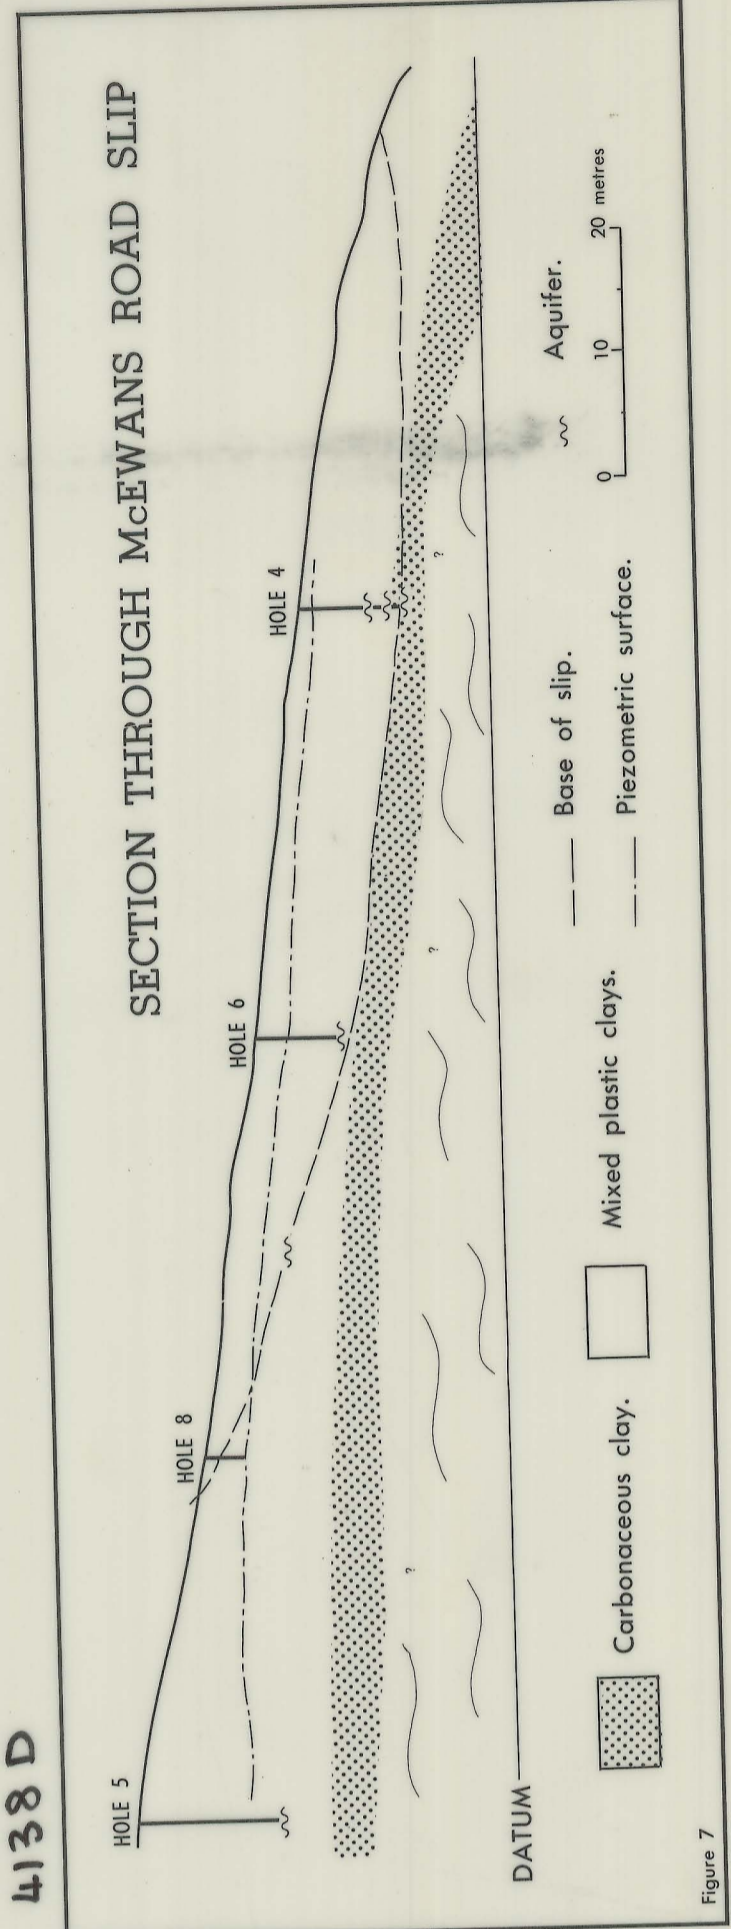 4138 D
SECTION THROUGH McEWANS ROAD SLIP
HOLE 5
HOLE 8
HOLE 6
HOLE 4
?
?
?
DATUM
Carbonaceous clay.
Mixed plastic clays.
Base of slip.
Piezometric surface.
Aquifer.
0 10 20 metres
Figure 7